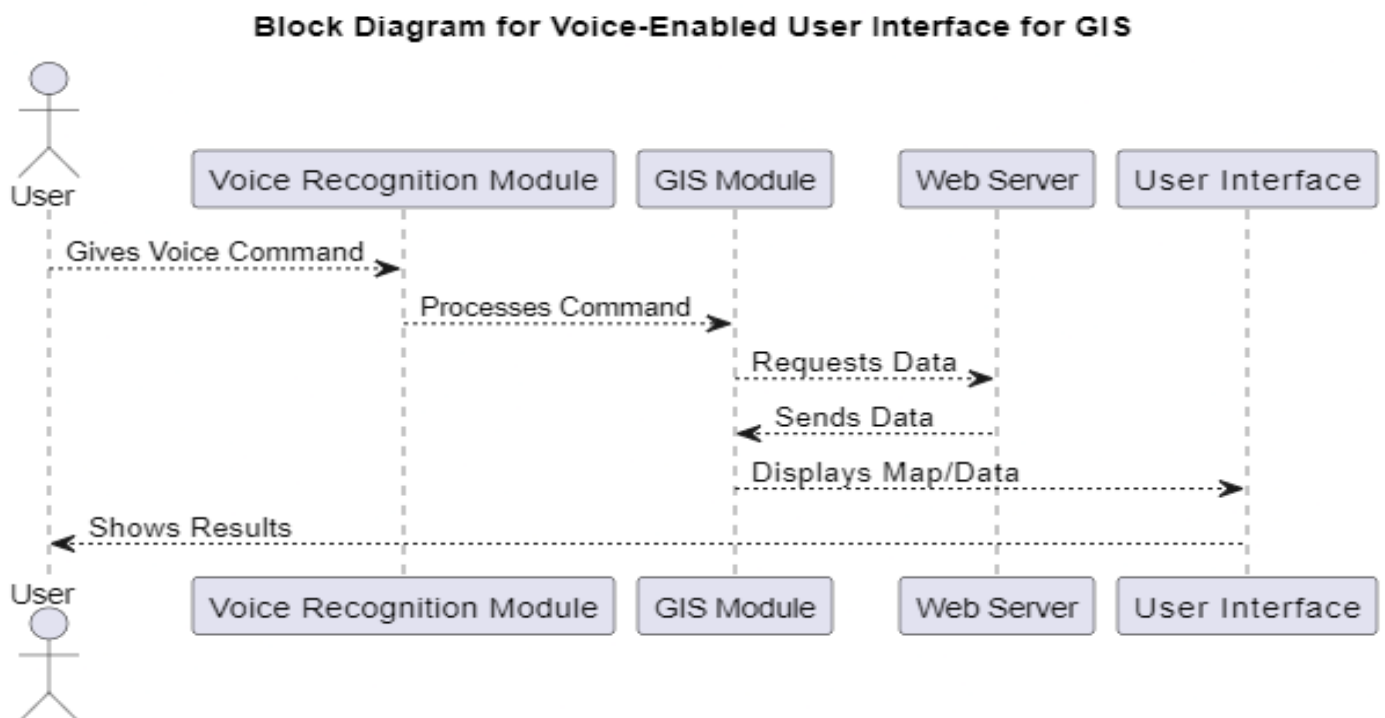 Block Diagram for Voice-Enabled User Interface for GIS
User
Voice Recognition Module
GIS Module
Web Server
User Interface
Gives Voice Command
Processes Command
Requests Data
Sends Data
Displays Map/Data
Shows Results
User
Voice Recognition Module
GIS Module
Web Server
User Interface